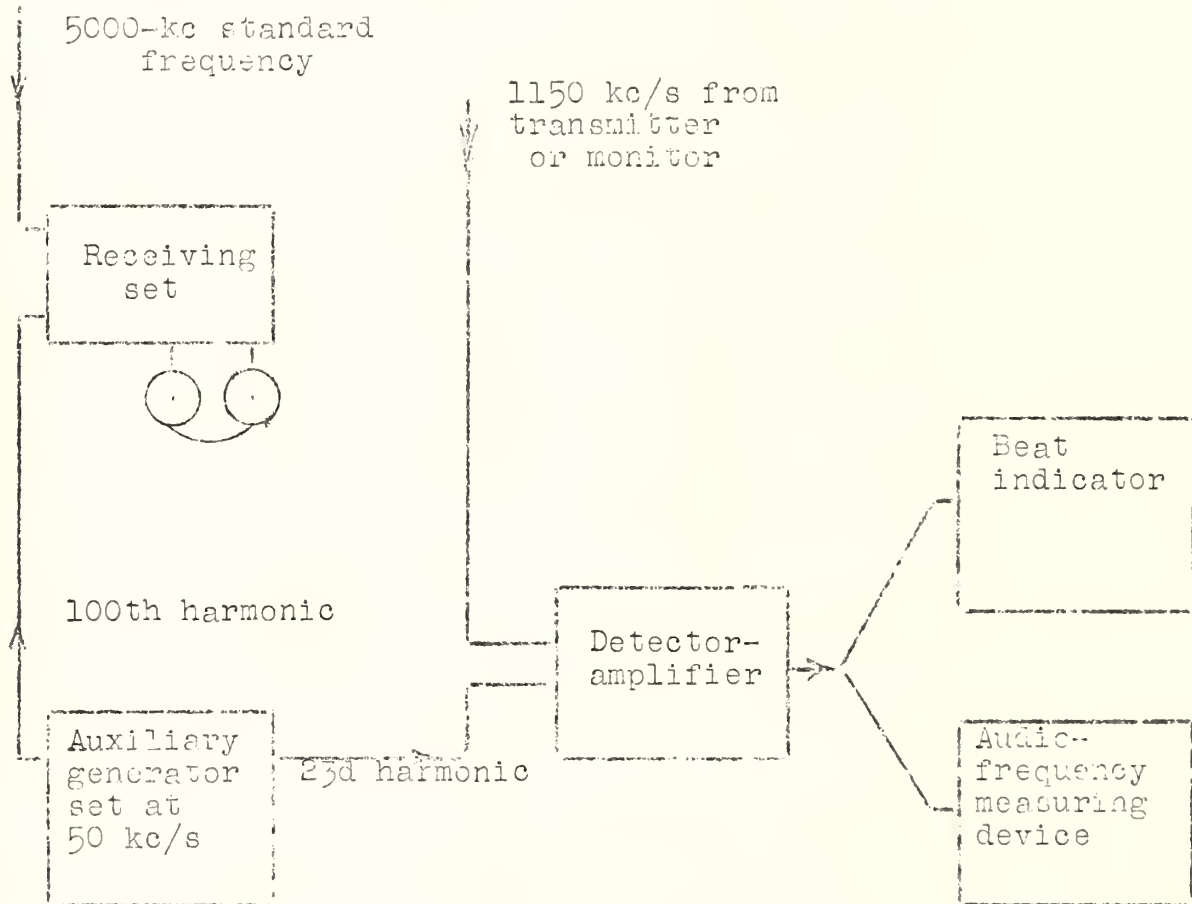 5000-kc standard
frequency
1150 kc/s from
transmitter
or monitor
Receiving
set
Beat
indicator
100th harmonic
Detector-
amplifier
Auxiliary
generator
set at
50 kc/s
23d harmonic
Audio-
frequency
measuring
device